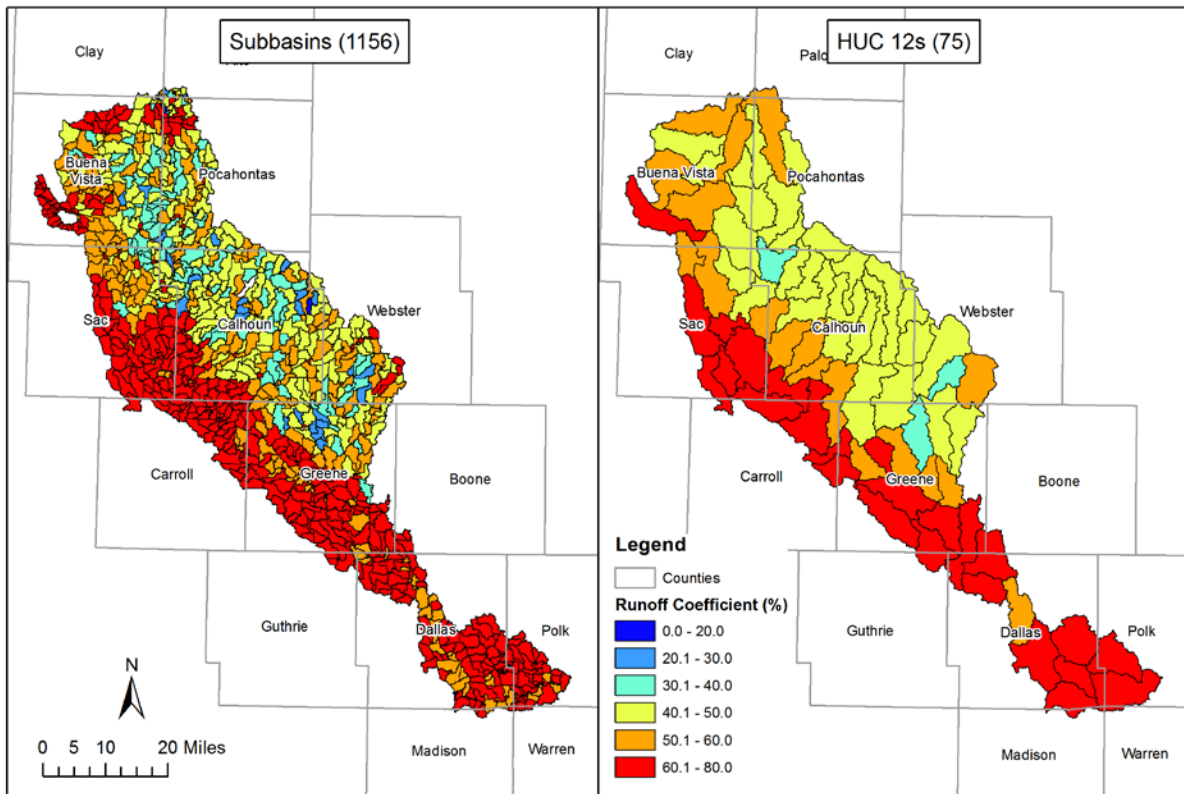 Subbasins (1156)
Clay
Buena
Vista
Pocahontas
Sac
Calhoun
Webster
Carroll
Greene
Boone
Guthrie
Dallas
Polk
Madison
Warren
N
0 5 10 20 Miles
HUC 12s (75)
Clay
Buena Vista
Pocahontas
Sac
Calhoun
Webster
Carroll
Greene
Boone
Guthrie
Dallas
Polk
Madison
Warren
Legend
Counties
Runoff Coefficient (%)
0.0 - 20.0
20.1 - 30.0
30.1 - 40.0
40.1 - 50.0
50.1 - 60.0
60.1 - 80.0